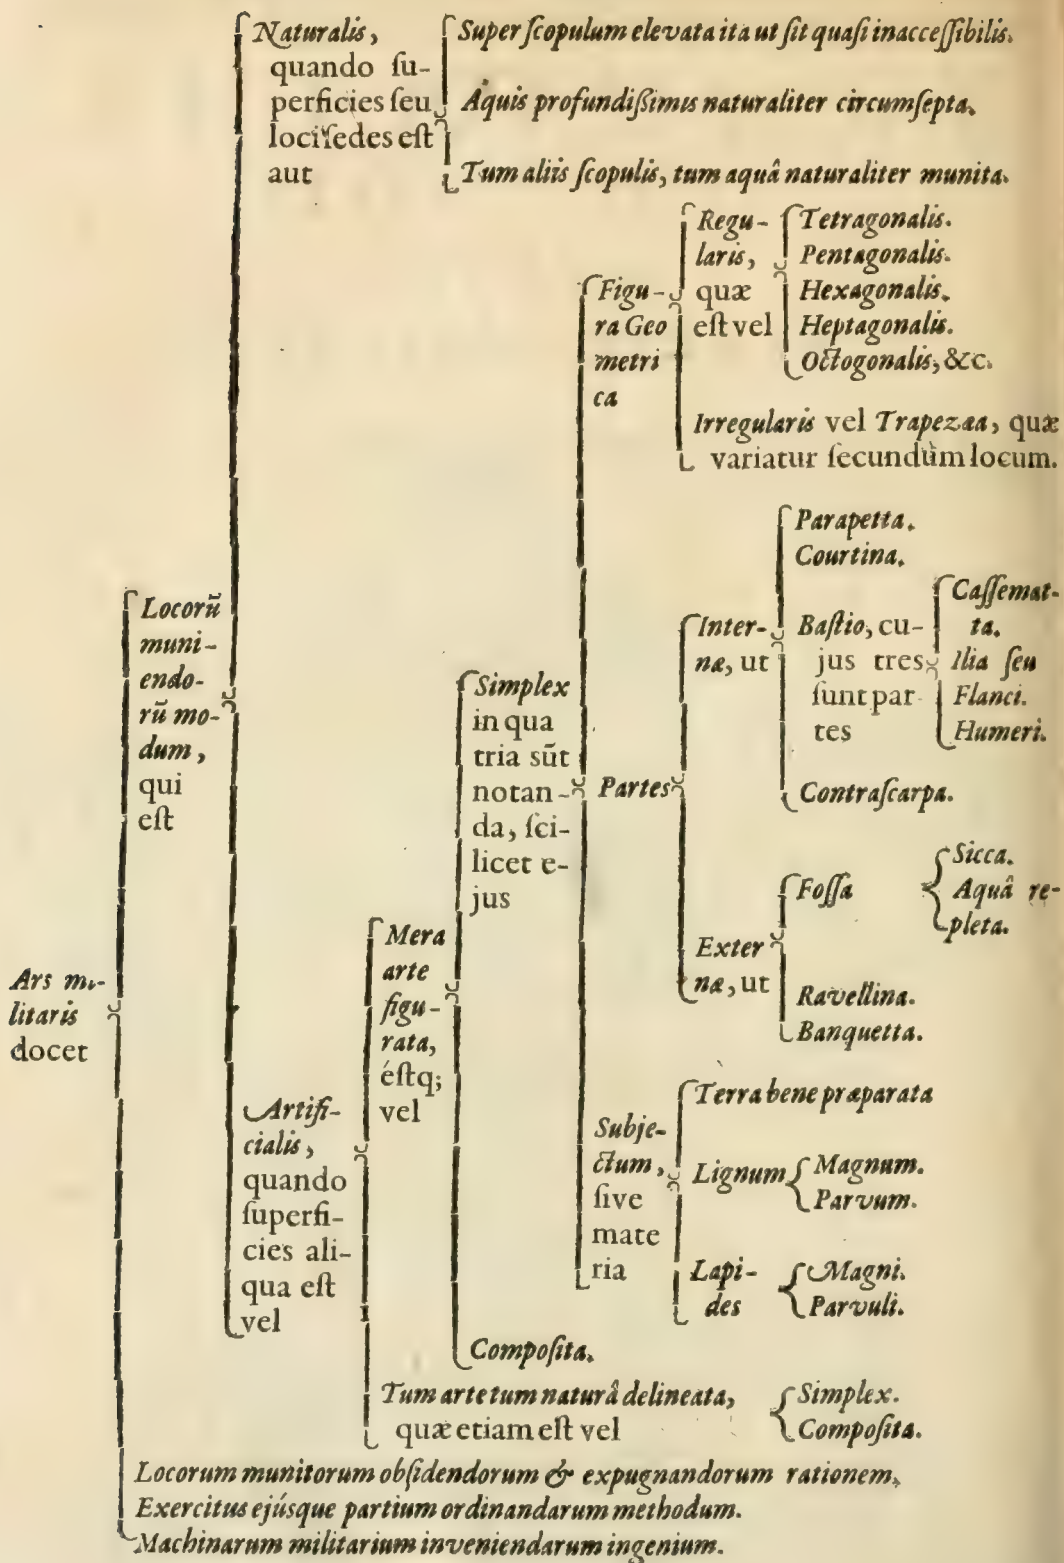 Ars mi-
litaris
docet
Locorũ
muni-
endo-
rũ mo-
dum,
qui
eſt
Naturalis,
quando ſu-
perficies ſeu
loci ſedes eſt
aut
Super ſcopulum elevata ita ut ſit quaſi inacceſſibilis.
Aquis profundißimis naturaliter circumſepta.
Tum aliis ſcopulis, tum aquâ naturaliter munita.
Artifi-
cialis,
quando
ſuperfi-
cies ali-
qua eſt
vel
Mera
arte
figu-
rata,
éſtq;
vel
Simplex
in qua
tria sũt
notan-
da, ſci-
licet e-
jus
Figu-
ra Geo
metri
ca
Regu-
laris,
quæ
eſt vel
Tetragonalis.
Pentagonalis.
Hexagonalis.
Heptagonalis.
Octogonalis, &c.
Irregularis vel Trapezæa, quæ
variatur ſecundùm locum.
Partes
Inter-
næ, ut
Parapetta.
Courtina.
Baſtio, cu-
jus tres
ſunt par-
tes
Caſſemat-
ta.
Ilia ſeu
Flanci.
Humeri.
Contraſcarpa.
Exter
næ, ut
Foſſa
Sicca.
Aquâ re-
pleta.
Ravellina.
Banquetta.
Subje-
ctum,
ſive
mate
ria
Terra bene præparata
Lignum
Magnum.
Parvum.
Lapi-
des
Magni.
Parvuli.
Compoſita.
Tum arte tum naturâ delineata,
quæ etiam eſt vel
Simplex.
Compoſita.
Locorum munitorum obſidendorum & expugnandorum rationem.
Exercitus ejúsque partium ordinandarum methodum.
Machinarum militarium inveniendarum ingenium.